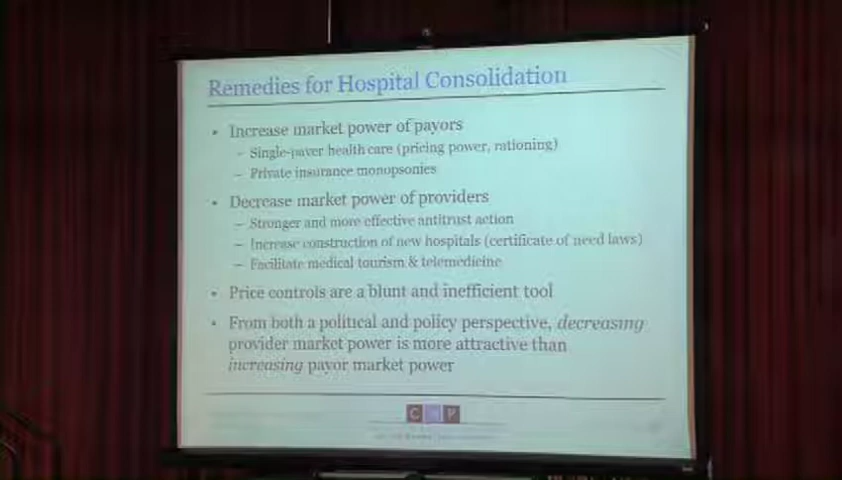 Remedies for Hospital Consolidation
• Increase market power of payors
– Single-payer health care (pricing power, rationing)
– Private insurance monopsonies
• Decrease market power of providers
– Stronger and more effective antitrust action
– Increase construction of new hospitals (certificate of need laws)
– Facilitate medical tourism & telemedicine
• Price controls are a blunt and inefficient tool
• From both a political and policy perspective, decreasing
provider market power is more attractive than
increasing payor market power
C P